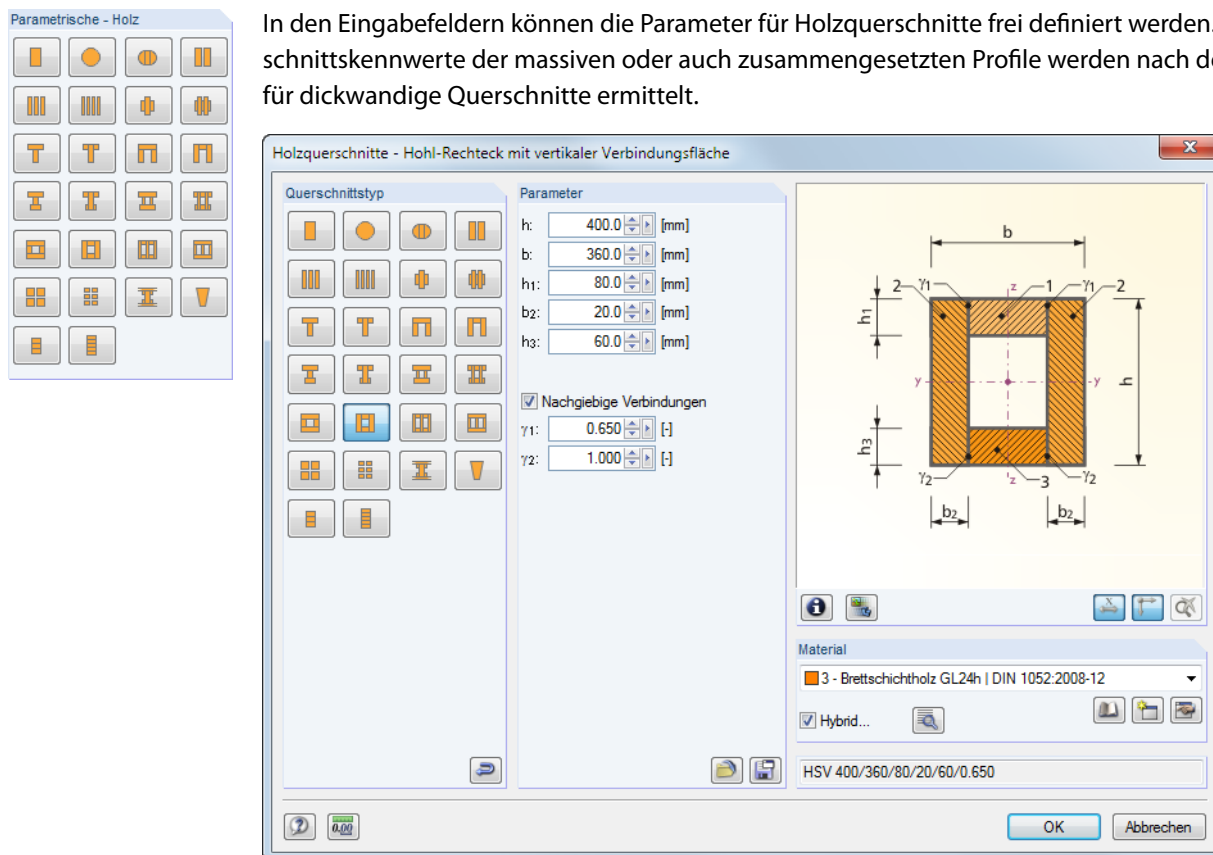 Parametrische - Holz
In den Eingabefeldern können die Parameter für Holzquerschnitte frei definiert werden.
schnittskennwerte der massiven oder auch zusammengesetzten Profile werden nach
für dickwandige Querschnitte ermittelt.
Holzquerschnitte - Hohl-Rechteck mit vertikaler Verbindungsfläche
Querschnittstyp
Parameter
h: 400.0 [mm]
b: 360.0 [mm]
h1: 80.0 [mm]
b2: 20.0 [mm]
h3: 60.0 [mm]
Nachgiebige Verbindungen
γ1: 0.650 [-]
γ2: 1.000 [-]
b
2 γ1 z 1 γ1 2
h1
y y h
h3
γ2 z 3 γ2
b2 b2
x
Material
3 - Brettschichtholz GL24h | DIN 1052:2008-12
Hybrid...
HSV 400/360/80/20/60/0.650
0.00
OK Abbrechen